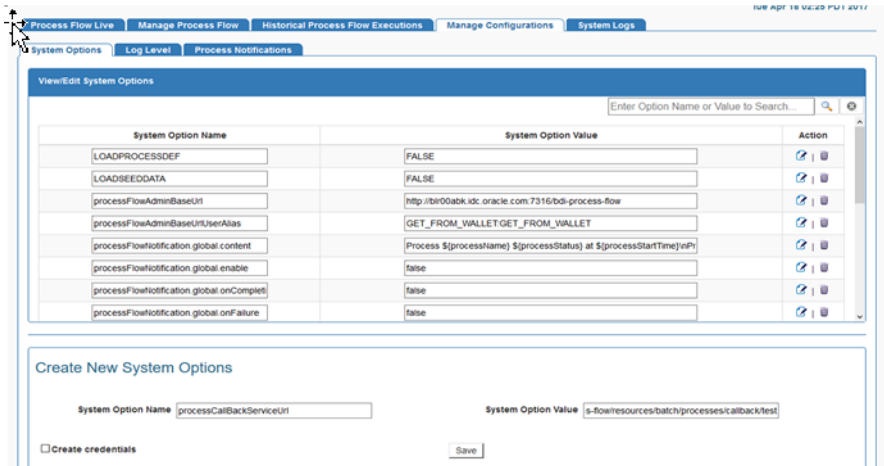 Tue Apr 18 02:25 PDT 2017
Process Flow Live Manage Process Flow Historical Process Flow Executions Manage Configurations System Logs
System Options Log Level Process Notifications
View/Edit System Options
Enter Option Name or Value to Search...
System Option Name System Option Value Action
LOADPROCESSDEF FALSE |
LOADSEEDDATA FALSE |
processFlowAdminBaseUrl http://blr00abk.idc.oracle.com:7316/bdi-process-flow |
processFlowAdminBaseUrlUserAlias GET_FROM_WALLET:GET_FROM_WALLET |
processFlowNotification.global.content Process ${processName} ${processStatus} at ${processStartTime}\nPr |
processFlowNotification.global.enable false |
processFlowNotification.global.onCompleti false |
processFlowNotification.global.onFailure false |
Create New System Options
System Option Name processCallBackServiceUrl System Option Value s-flow/resources/batch/processes/callback/test
Create credentials Save